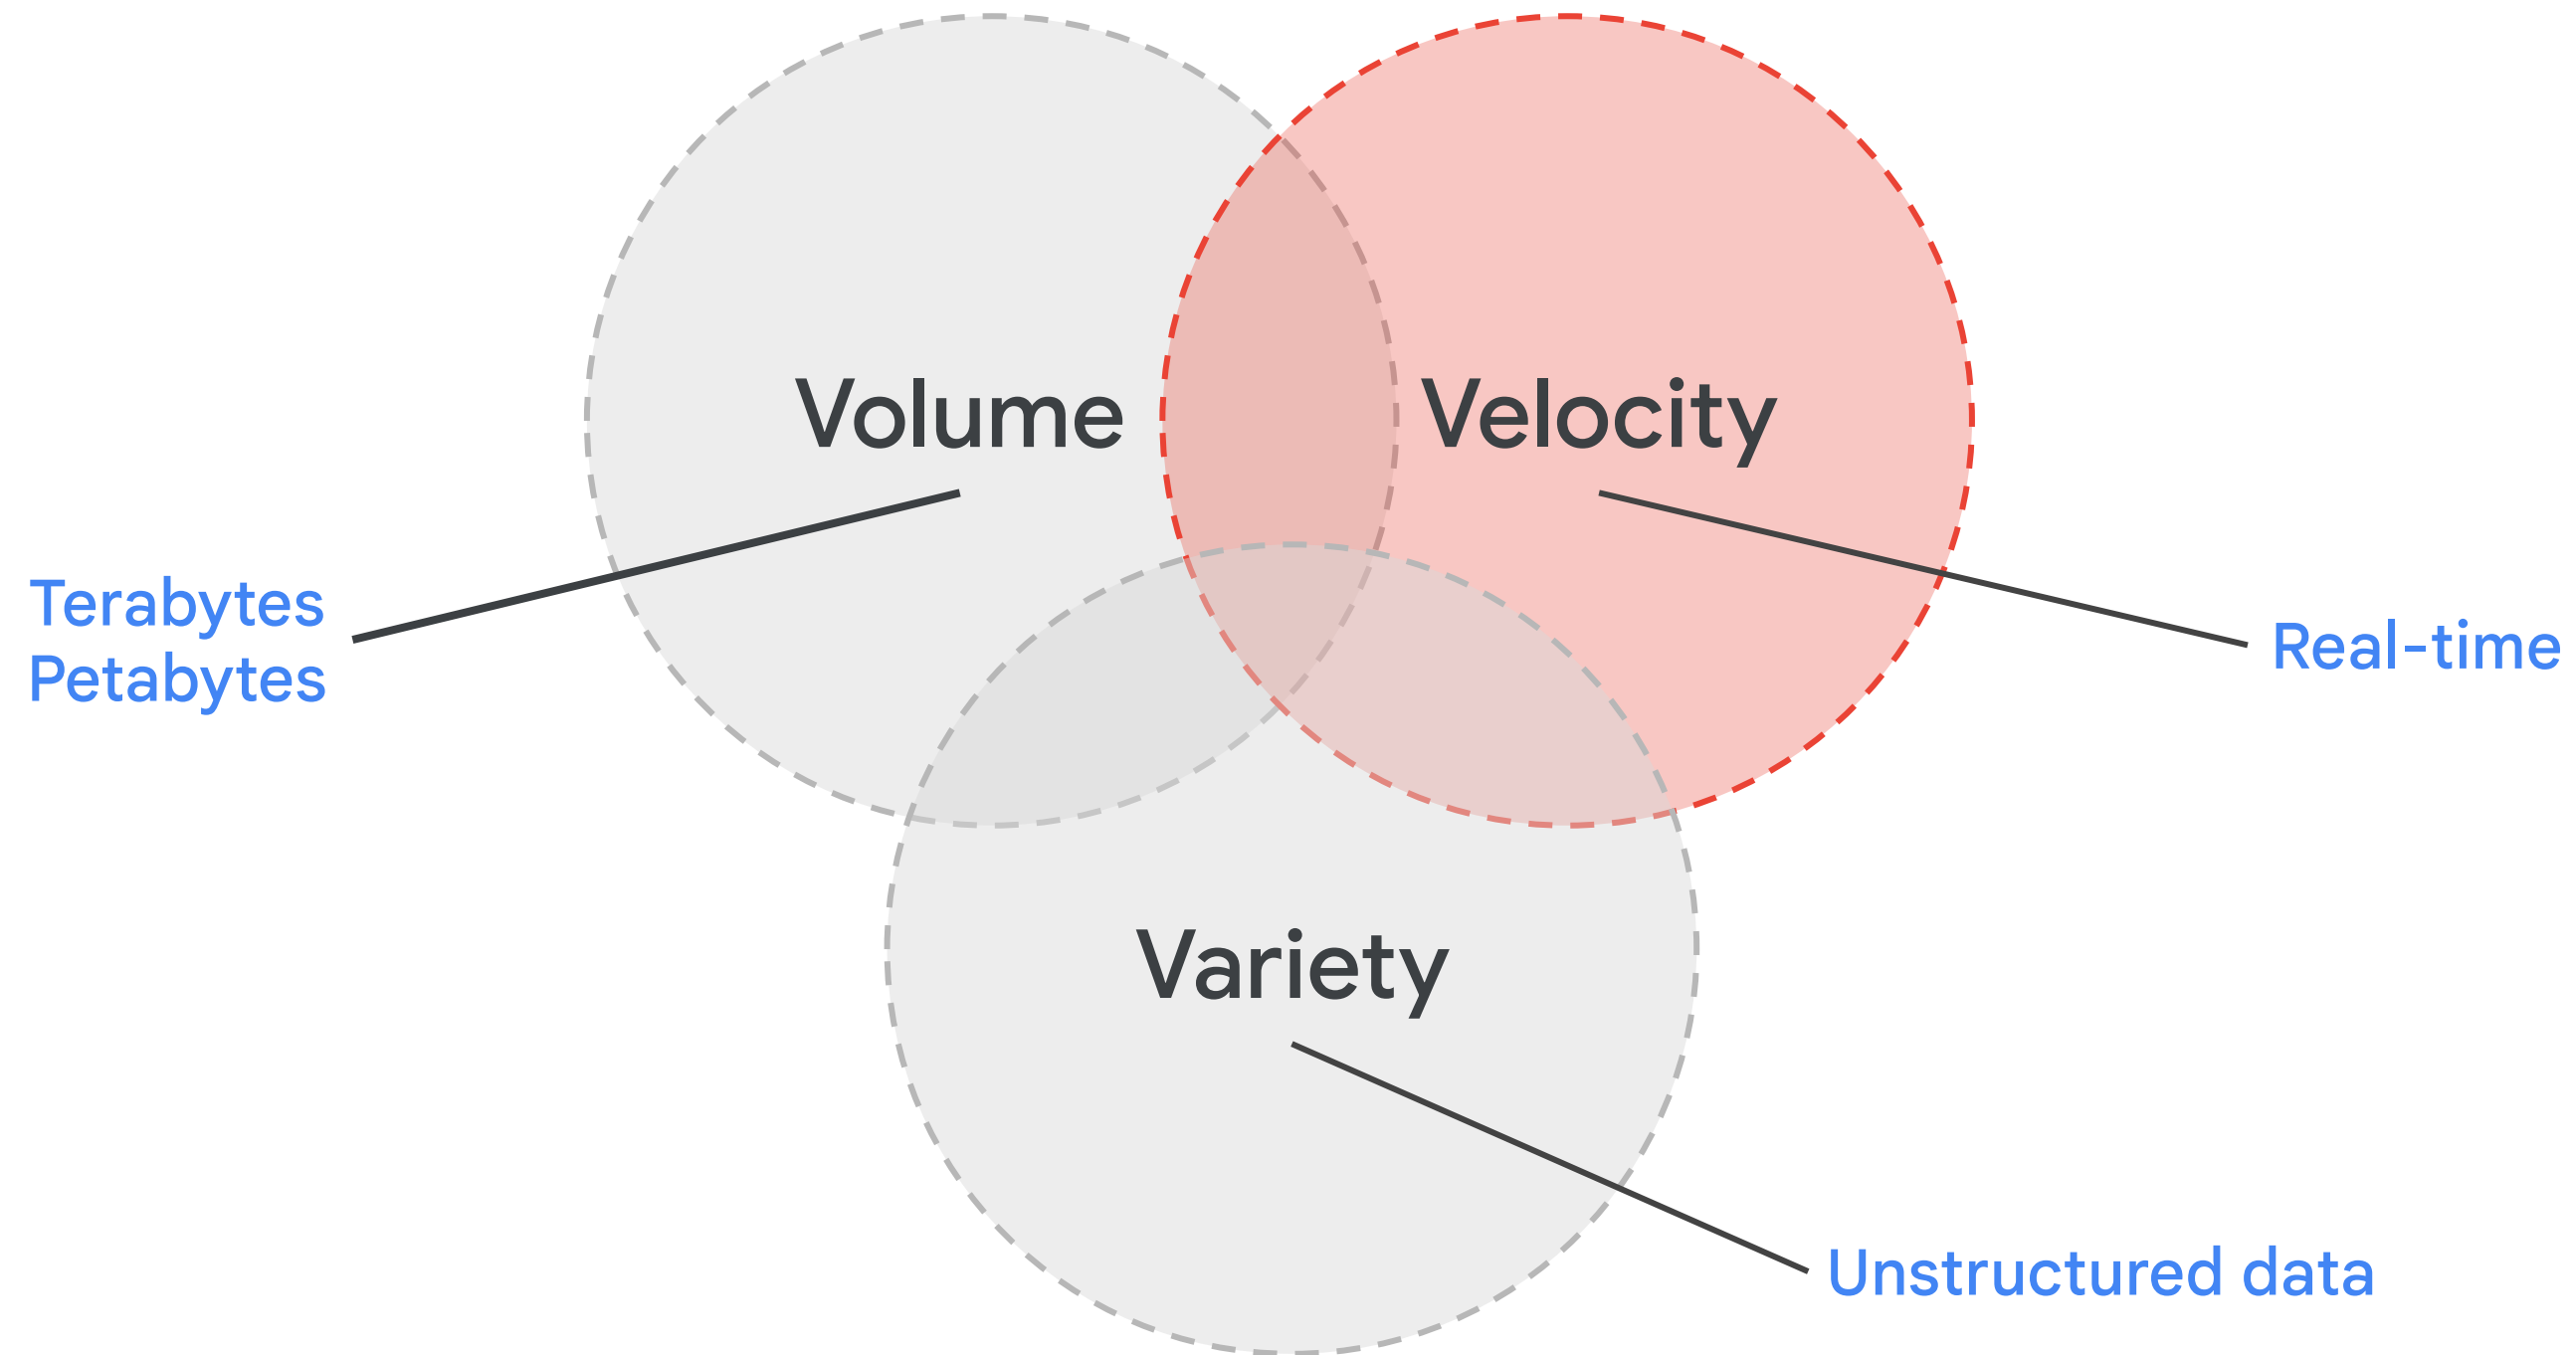 Volume
Velocity
Terabytes
Petabytes
Real-time
Variety
Unstructured data